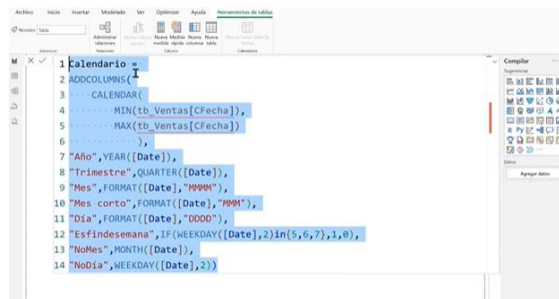 Archivo Inicio Insertar Modelado Ver Optimizar Ayuda Herramientas de tablas
Nombre Tabla
Administrar relaciones
Nueva Medida Nueva Nueva
medida rápida columna tabla
Compilar
1 Calendario =
2 ADDCOLUMNS(
3 CALENDAR(
4 MIN(tb_Ventas[CFecha]),
5 MAX(tb_Ventas[CFecha])
6 ),
7 "Año",YEAR([Date]),
8 "Trimestre",QUARTER([Date]),
9 "Mes",FORMAT([Date],"MMMM"),
10 "Mes corto",FORMAT([Date],"MMM"),
11 "Día",FORMAT([Date],"DDDD"),
12 "Esfindesemana",IF(WEEKDAY([Date],2)in{5,6,7},1,0),
13 "NoMes",MONTH([Date]),
14 "NoDía",WEEKDAY([Date],2))
Datos
Agregar datos